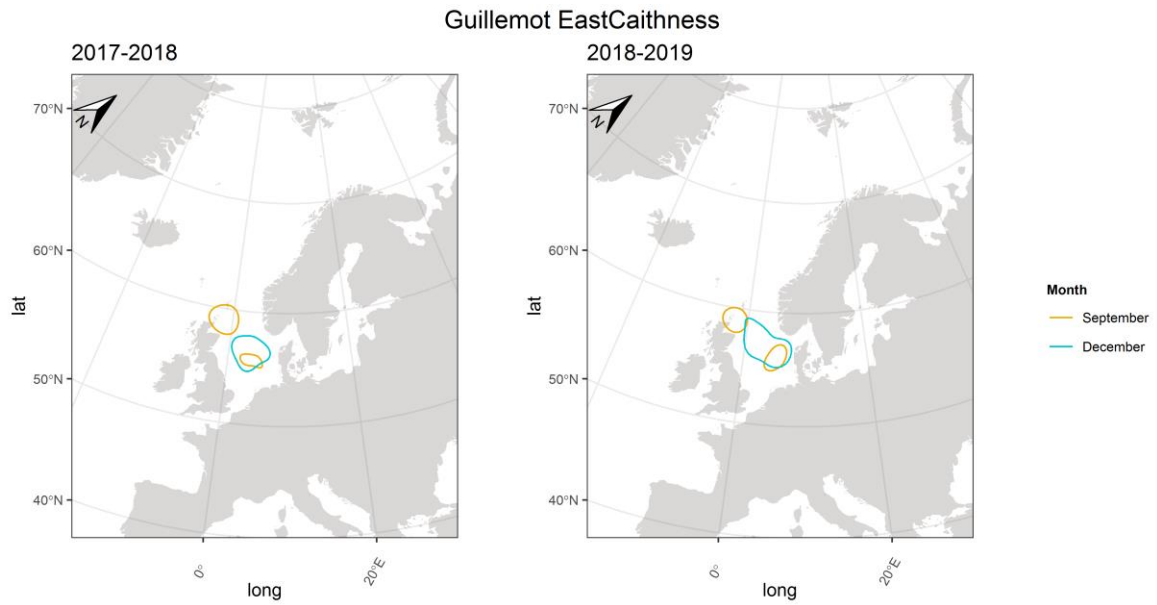 Guillemot EastCaithness
2017-2018
2018-2019
70°N
60°N
50°N
40°N
lat
N
0°
20°E
long
70°N
60°N
50°N
40°N
lat
N
0°
20°E
long
Month
September
December